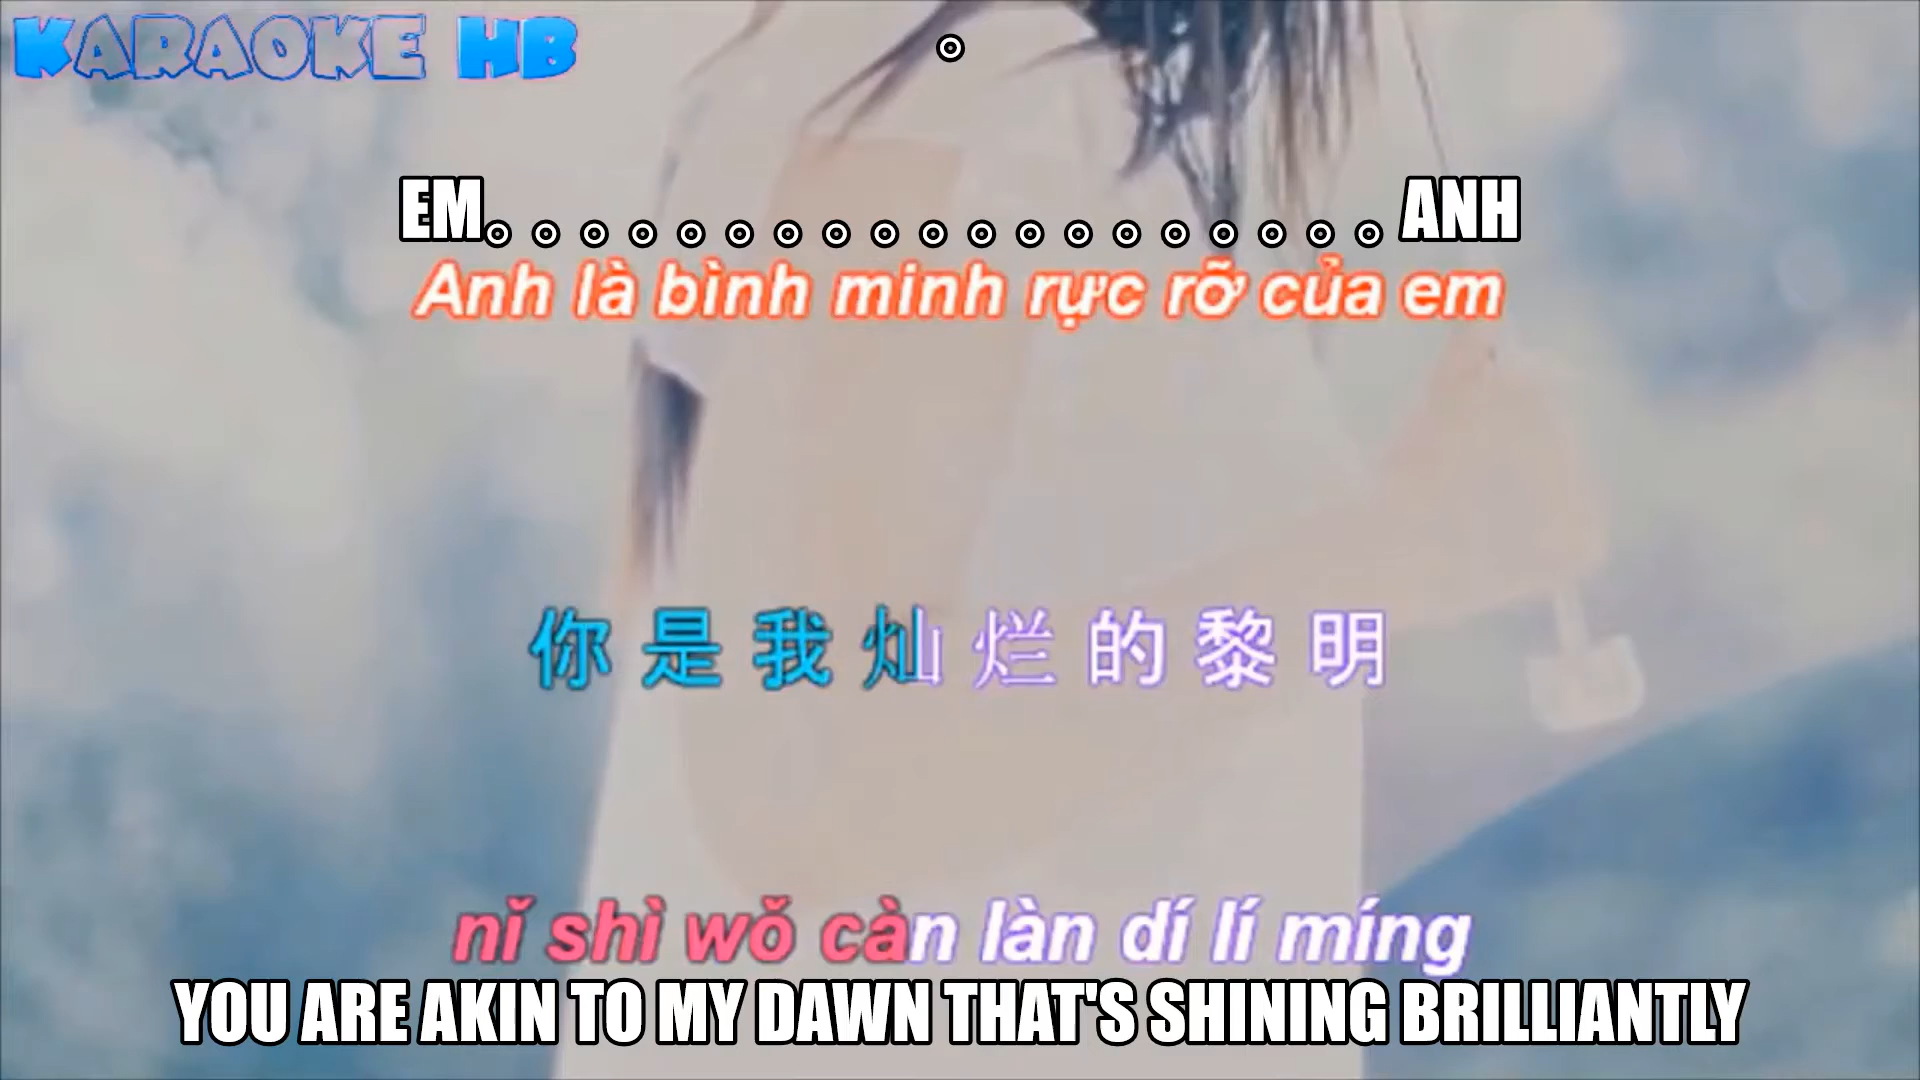 KARAOKE HB
。
EM。。。。。。。。。。。。。。。。。。。ANH
Anh là bình minh rực rỡ của em
你是我灿烂的黎明
nǐ shì wǒ càn làn dí lí míng
YOU ARE AKIN TO MY DAWN THAT'S SHINING BRILLIANTLY